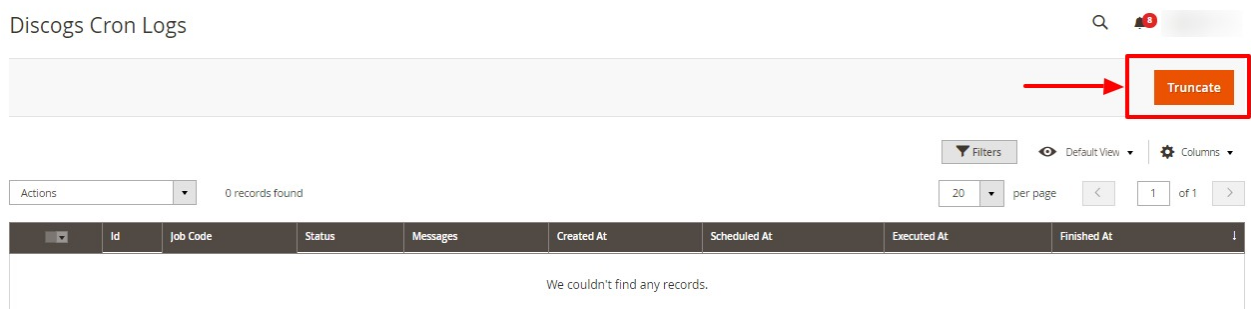 Discogs Cron Logs
8
Truncate
Filters
Default View
Columns
Actions
0 records found
20
per page
1
of 1
Id
Job Code
Status
Messages
Created At
Scheduled At
Executed At
Finished At
We couldn't find any records.